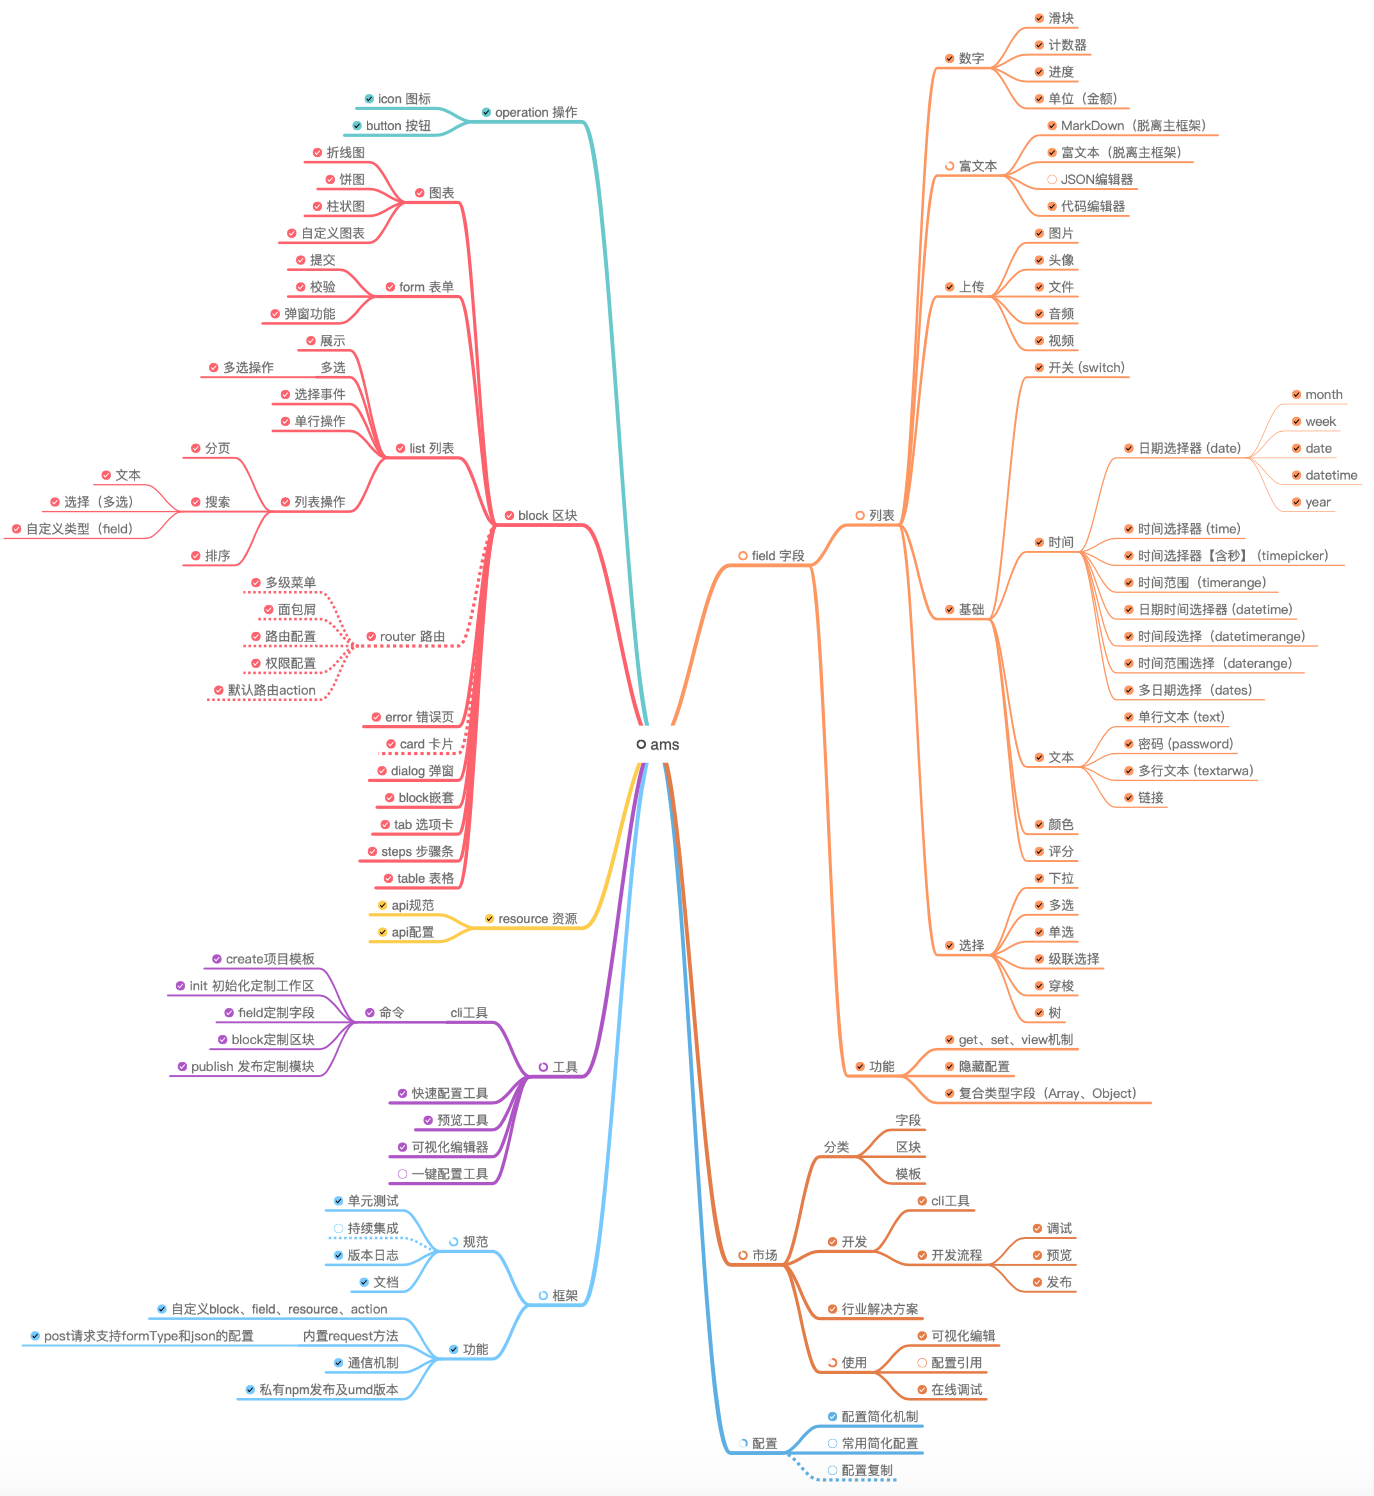 ams
operation 操作
icon 图标
button 按钮
block 区块
图表
折线图
饼图
柱状图
自定义图表
form 表单
提交
校验
弹窗功能
list 列表
展示
多选
多选操作
选择事件
单行操作
列表操作
分页
搜索
文本
选择（多选）
自定义类型（field）
排序
router 路由
多级菜单
面包屑
路由配置
权限配置
默认路由action
error 错误页
card 卡片
dialog 弹窗
block嵌套
tab 选项卡
steps 步骤条
table 表格
resource 资源
api规范
api配置
工具
cli工具
命令
create项目模板
init 初始化定制工作区
field定制字段
block定制区块
publish 发布定制模块
快速配置工具
预览工具
可视化编辑器
一键配置工具
框架
规范
单元测试
持续集成
版本日志
文档
功能
自定义block、field、resource、action
内置request方法
post请求支持formType和json的配置
通信机制
私有npm发布及umd版本
field 字段
列表
数字
滑块
计数器
进度
单位（金额）
富文本
MarkDown（脱离主框架）
富文本（脱离主框架）
JSON编辑器
代码编辑器
上传
图片
头像
文件
音频
视频
基础
开关 (switch)
时间
日期选择器 (date)
month
week
date
datetime
year
时间选择器 (time)
时间选择器【含秒】 (timepicker)
时间范围（timerange)
日期时间选择器 (datetime)
时间段选择（datetimerange)
时间范围选择（daterange)
多日期选择（dates)
文本
单行文本 (text)
密码 (password)
多行文本 (textarwa)
链接
颜色
评分
选择
下拉
多选
单选
级联选择
穿梭
树
功能
get、set、view机制
隐藏配置
复合类型字段（Array、Object）
市场
分类
字段
区块
模板
开发
cli工具
开发流程
调试
预览
发布
行业解决方案
使用
可视化编辑
配置引用
在线调试
配置
配置简化机制
常用简化配置
配置复制